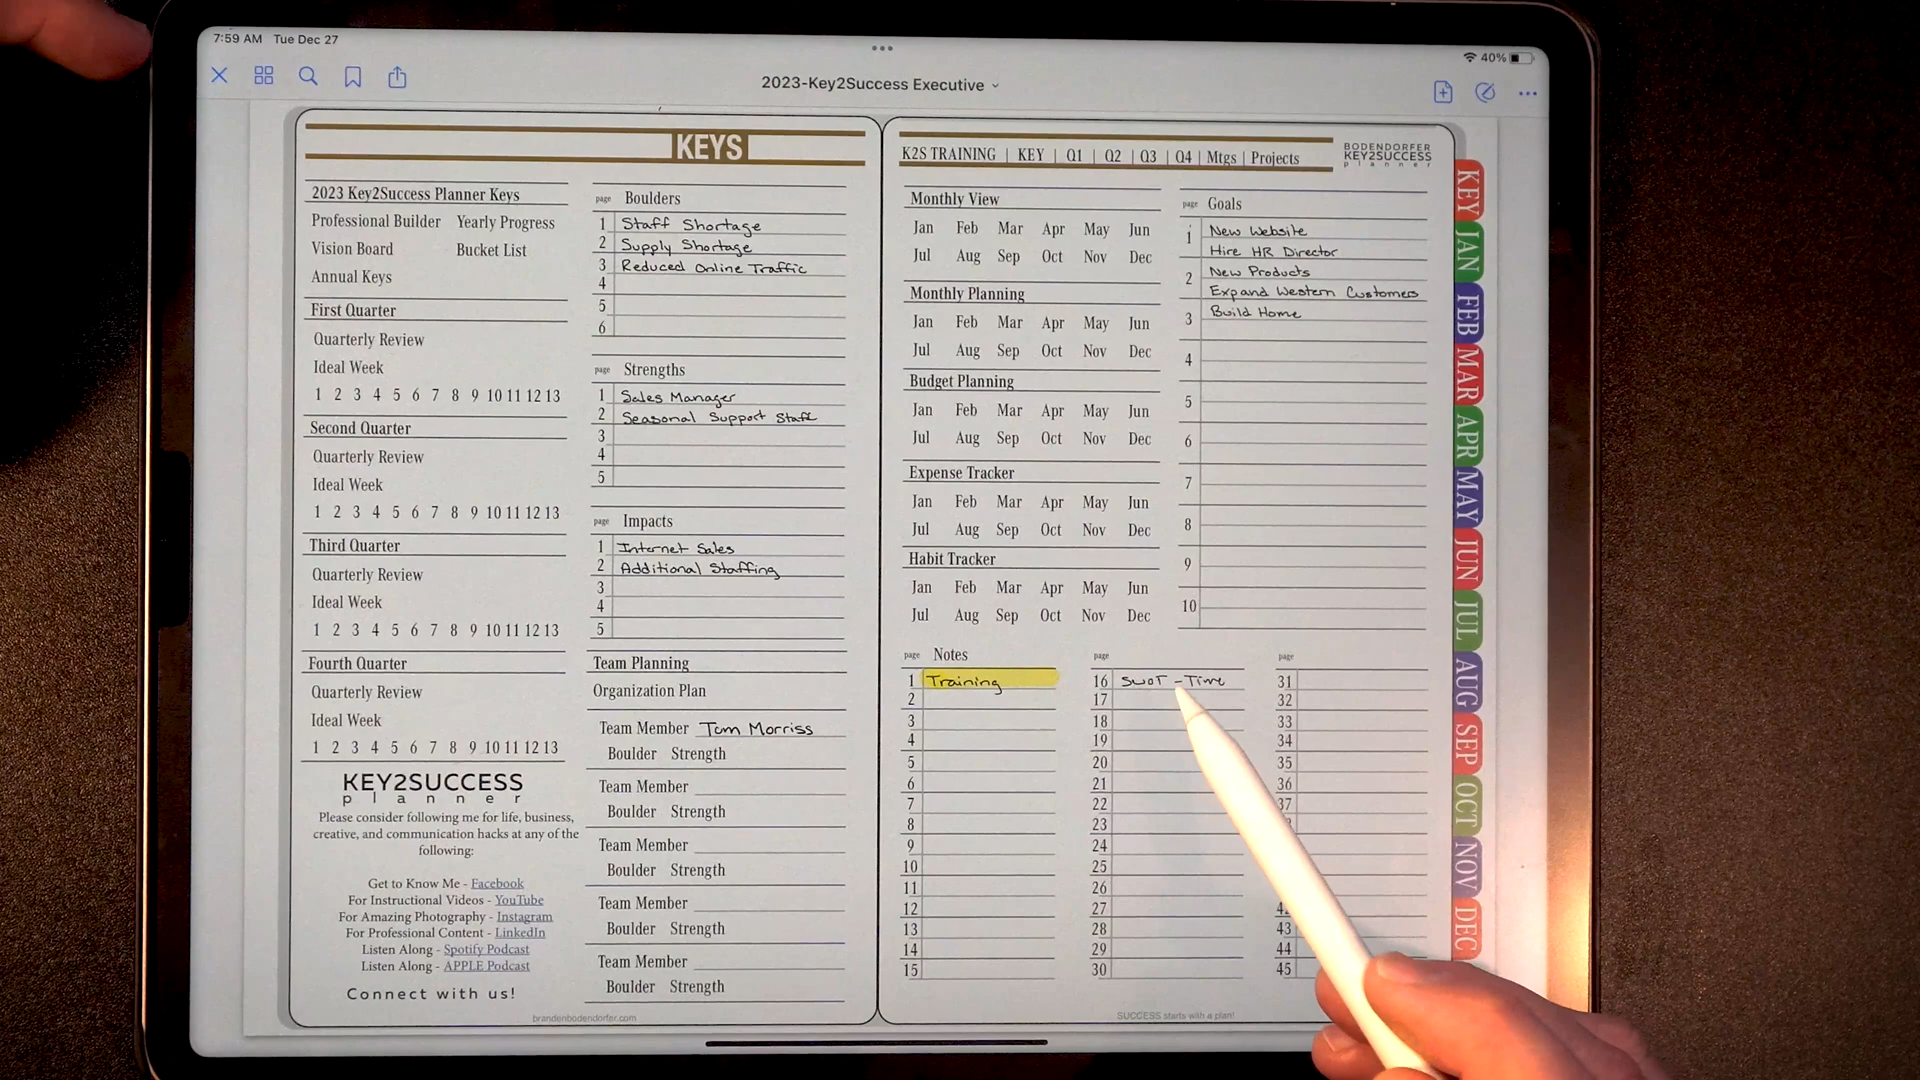 7:59 AM Tue Dec 27
40%
2023-Key2Success Executive
KEYS
2023 Key2Success Planner Keys
Professional Builder Yearly Progress
Vision Board Bucket List
Annual Keys
First Quarter
Quarterly Review
Ideal Week
1 2 3 4 5 6 7 8 9 10 11 12 13
Second Quarter
Quarterly Review
Ideal Week
1 2 3 4 5 6 7 8 9 10 11 12 13
Third Quarter
Quarterly Review
Ideal Week
1 2 3 4 5 6 7 8 9 10 11 12 13
Fourth Quarter
Quarterly Review
Ideal Week
1 2 3 4 5 6 7 8 9 10 11 12 13
KEY2SUCCESS
planner
Please consider following me for life, business,
creative, and communication hacks at any of the
following:
Get to Know Me - Facebook
For Instructional Videos - YouTube
For Amazing Photography - Instagram
For Professional Content - LinkedIn
Listen Along - Spotify Podcast
Listen Along - APPLE Podcast
Connect with us!
page Boulders
1 Staff Shortage
2 Supply Shortage
3 Reduced Online Traffic
4
5
6
page Strengths
1 Sales Manager
2 Seasonal Support Staff
3
4
5
page Impacts
1 Internet Sales
2 Additional Staffing
3
4
5
Team Planning
Organization Plan
Team Member Tom Morriss
Boulder Strength
Team Member
Boulder Strength
Team Member
Boulder Strength
Team Member
Boulder Strength
Team Member
Boulder Strength
brandenbodendorfer.com
K2S TRAINING | KEY | Q1 | Q2 | Q3 | Q4 | Mtgs | Projects
BODENDORFER
KEY2SUCCESS
planner
Monthly View
Jan Feb Mar Apr May Jun
Jul Aug Sep Oct Nov Dec
Monthly Planning
Jan Feb Mar Apr May Jun
Jul Aug Sep Oct Nov Dec
Budget Planning
Jan Feb Mar Apr May Jun
Jul Aug Sep Oct Nov Dec
Expense Tracker
Jan Feb Mar Apr May Jun
Jul Aug Sep Oct Nov Dec
Habit Tracker
Jan Feb Mar Apr May Jun
Jul Aug Sep Oct Nov Dec
page Goals
1 New Website
Hire HR Director
2 New Products
Expand Western Customers
3 Build Home
4
5
6
7
8
9
10
page Notes
1 Training
2
3
4
5
6
7
8
9
10
11
12
13
14
15
page
16 SWOT - Time
17
18
19
20
21
22
23
24
25
26
27
28
29
30
page
31
32
33
34
35
36
37
43
44
45
SUCCESS starts with a plan!
KEY
JAN
FEB
MAR
APR
MAY
JUN
JUL
AUG
SEP
OCT
NOV
DEC